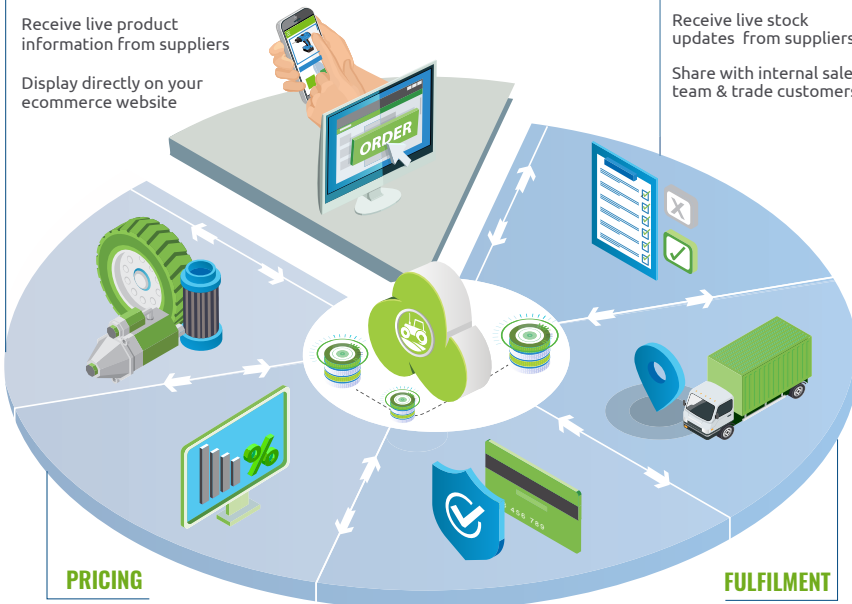 Receive live product
information from suppliers
Display directly on your
ecommerce website
Receive live stock
updates from suppliers
Share with internal sale
team & trade customers
ORDER
%
456 789
PRICING
FULFILMENT